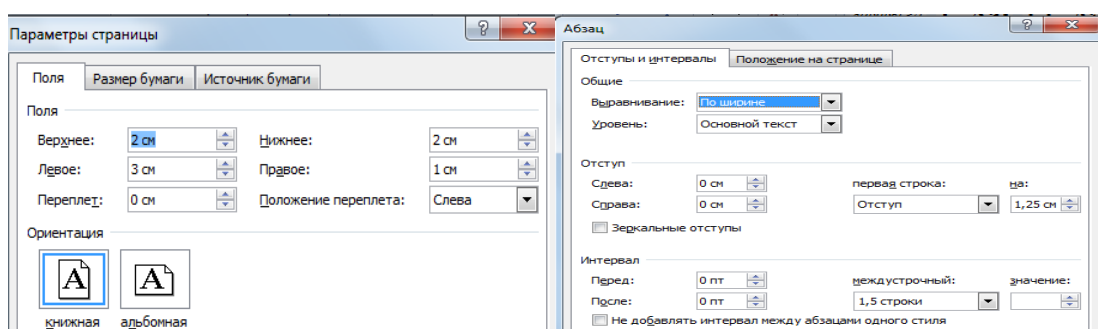 Параметры страницы
Поля Размер бумаги Источник бумаги
Поля
Верхнее: 2 см Нижнее: 2 см
Левое: 3 см Правое: 1 см
Переплет: 0 см Положение переплета: Слева
Ориентация
A A
книжная альбомная
Абзац
Отступы и интервалы Положение на странице
Общие
Выравнивание: По ширине
Уровень: Основной текст
Отступ
Слева: 0 см первая строка: на:
Справа: 0 см Отступ 1,25 см
Зеркальные отступы
Интервал
Перед: 0 пт междустрочный: значение:
После: 0 пт 1,5 строки
Не добавлять интервал между абзацами одного стиля